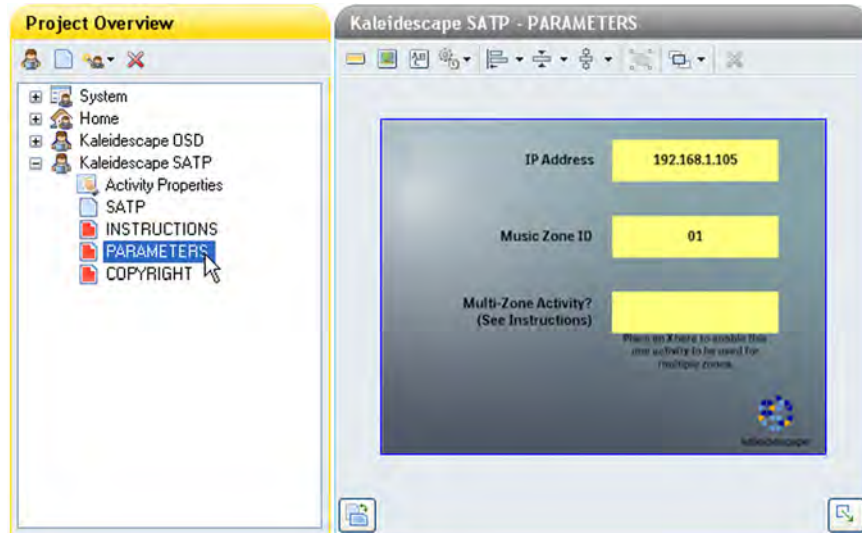 Project Overview
System
Home
Kaleidescape OSD
Kaleidescape SATP
Activity Properties
SATP
INSTRUCTIONS
PARAMETERS
COPYRIGHT
Kaleidescape SATP - PARAMETERS
IP Address
192.168.1.105
Music Zone ID
01
Multi-Zone Activity?
(See Instructions)
Place an X here to enable this
one activity to be used for
multiple zones.
kaleidescape